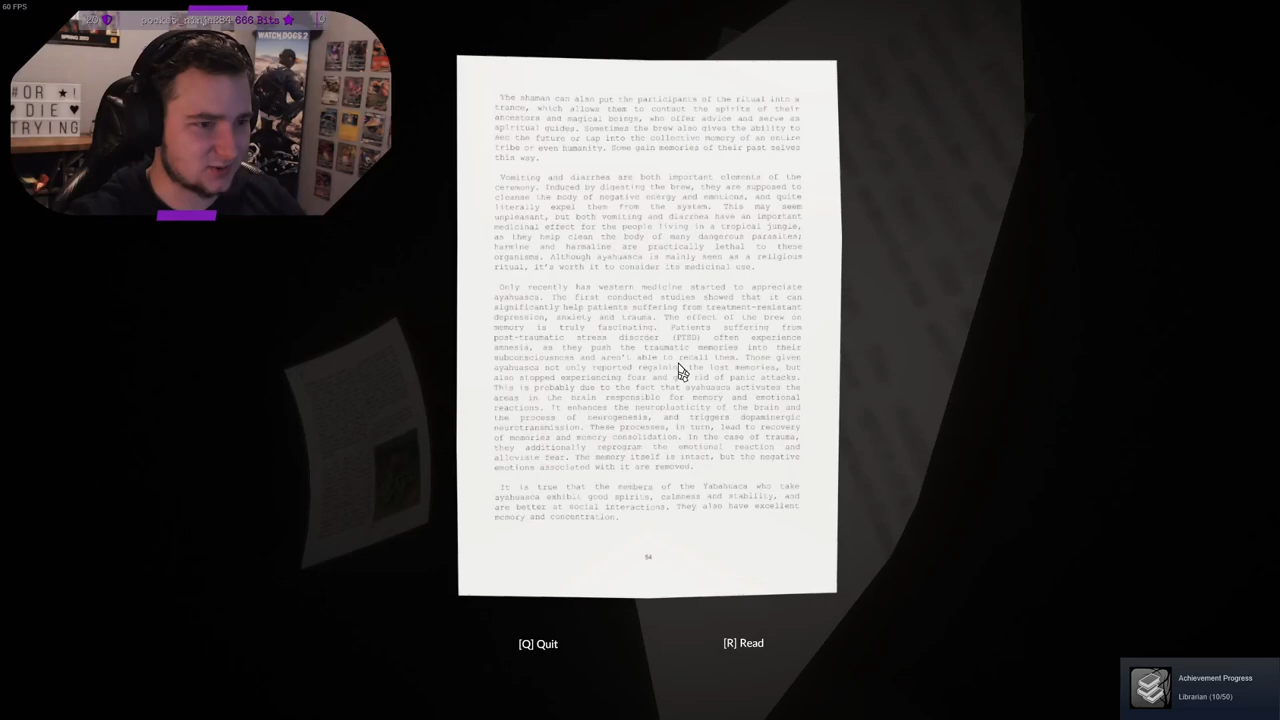 60 FPS
20 pocket_ninja284 666 Bits 0
SPRING 2013
WATCH DOGS 2
#OR ★!
DIE ♥
TRYING
The shaman can also put the participants of the ritual into a
trance, which allows them to contact the spirits of their
ancestors and magical beings, who offer advice and serve as
spiritual guides. Sometimes the brew also gives the ability to
see the future or tap into the collective memory of an entire
tribe or even humanity. Some gain memories of their past selves
this way.
Vomiting and diarrhea are both important elements of the
ceremony. Induced by digesting the brew, they are supposed to
cleanse the body of negative energy and emotions, and quite
literally expel them from the system. This may seem
unpleasant, but both vomiting and diarrhea have an important
medicinal effect for the people living in a tropical jungle,
as they help clean the body of many dangerous parasites;
harmine and harmaline are practically lethal to these
organisms. Although ayahuasca is mainly seen as a religious
ritual, it's worth it to consider its medicinal use.
Only recently has western medicine started to appreciate
ayahuasca. The first conducted studies showed that it can
significantly help patients suffering from treatment-resistant
depression, anxiety and trauma. The effect of the brew on
memory is truly fascinating. Patients suffering from
post-traumatic stress disorder (PTSD) often experience
amnesia, as they push the traumatic memories into their
subconsciousness and aren't able to recall them. Those given
ayahuasca not only reported regaining the lost memories, but
also stopped experiencing fear and got rid of panic attacks.
This is probably due to the fact that ayahuasca activates the
areas in the brain responsible for memory and emotional
reactions. It enhances the neuroplasticity of the brain and
the process of neurogenesis, and triggers dopaminergic
neurotransmission. These processes, in turn, lead to recovery
of memories and memory consolidation. In the case of trauma,
they additionally reprogram the emotional reaction and
alleviate fear. The memory itself is intact, but the negative
emotions associated with it are removed.
It is true that the members of the Yabahuaca who take
ayahuasca exhibit good spirits, calmness and stability, and
are better at social interactions. They also have excellent
memory and concentration.
54
[Q] Quit
[R] Read
Achievement Progress
Librarian (10/50)